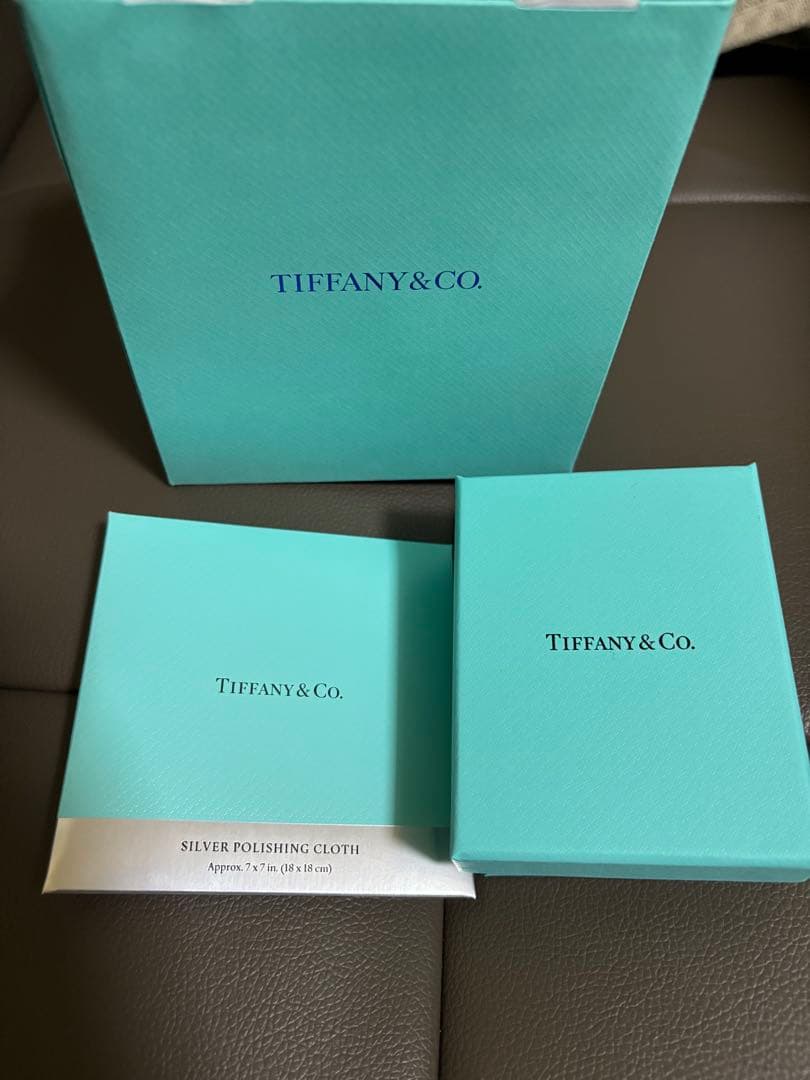 TIFFANY&CO.
TIFFANY & CO.
SILVER POLISHING CLOTH
Approx. 7 x 7 in. (18 x 18 cm)
TIFFANY & CO.